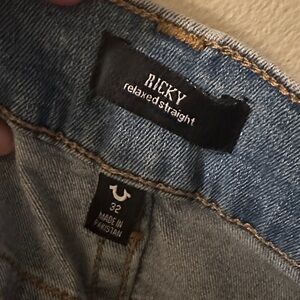 RICKY
relaxed straight
32
MADE IN
PAKISTAN